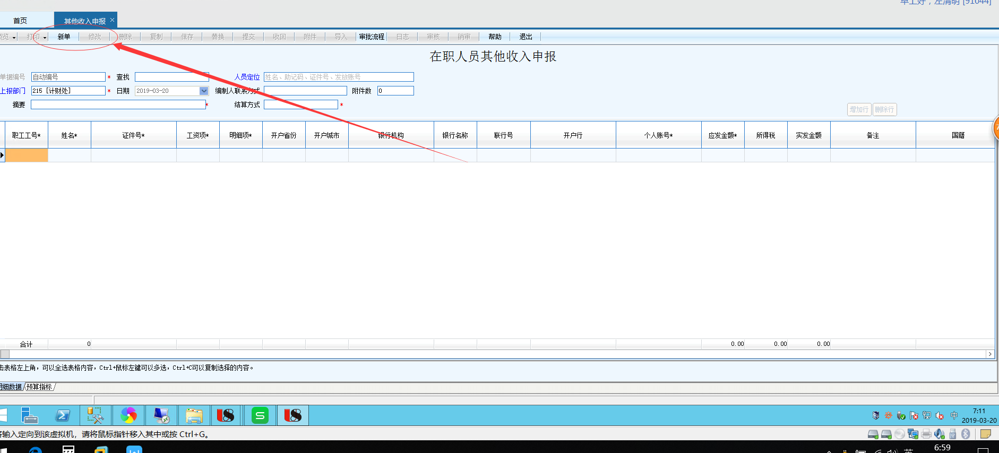 早上好，左清明 [91044]
首页 其他收入申报 ×
预览 打印 新单 修改 删除 复制 保存 替换 提交 收回 附件 导入 审批流程 日志 审核 销审 帮助 退出
在职人员其他收入申报
单据编号 自动编号 * 查找 人员定位 姓名、助记码、证件号、发放账号
上报部门 215 [计财处] * 日期 2019-03-20 编制人联系方式 附件数 0
摘要 * 结算方式 *
增加行 删除行
职工工号* 姓名* 证件号* 工资项* 明细项* 开户省份 开户城市 银行机构 银行名称 联行号 开户行 个人账号* 应发金额* 所得税 实发金额 备注 国籍
合计 0 0.00 0.00 0.00
击表格左上角，可以全选表格内容，Ctrl+鼠标左键可以多选，Ctrl+C可以复制选择的内容。
明细数据 预算指标
中 7:11
2019-03-20
将输入定向到该虚拟机，请将鼠标指针移入其中或按 Ctrl+G。
英 6:59